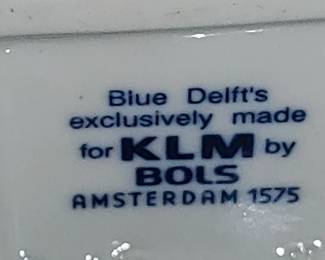 Blue Delft's
exclusively made
for KLM by
BOLS
AMSTERDAM 1575